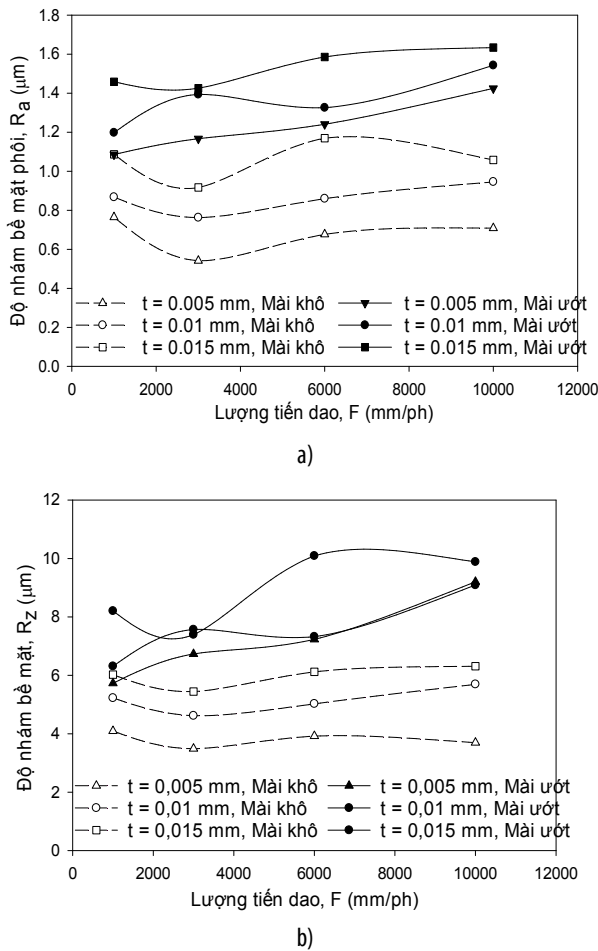 1.8
1.6
1.4
1.2
1.0
0.8
0.6
0.4
0.2
0.0
Độ nhám bề mặt phôi, Ra (μm)
t = 0.005 mm, Mài khô
t = 0.01 mm, Mài khô
t = 0.015 mm, Mài khô
t = 0.005 mm, Mài ướt
t = 0.01 mm, Mài ướt
t = 0.015 mm, Mài ướt
0 2000 4000 6000 8000 10000 12000
Lượng tiến dao, F (mm/ph)
a)
12
10
8
6
4
2
0
Độ nhám bề mặt, Rz (μm)
t = 0,005 mm, Mài khô
t = 0,01 mm, Mài khô
t = 0,015 mm, Mài khô
t = 0,005 mm, Mài ướt
t = 0,01 mm, Mài ướt
t = 0,015 mm, Mài ướt
0 2000 4000 6000 8000 10000 12000
Lượng tiến dao, F (mm/ph)
b)